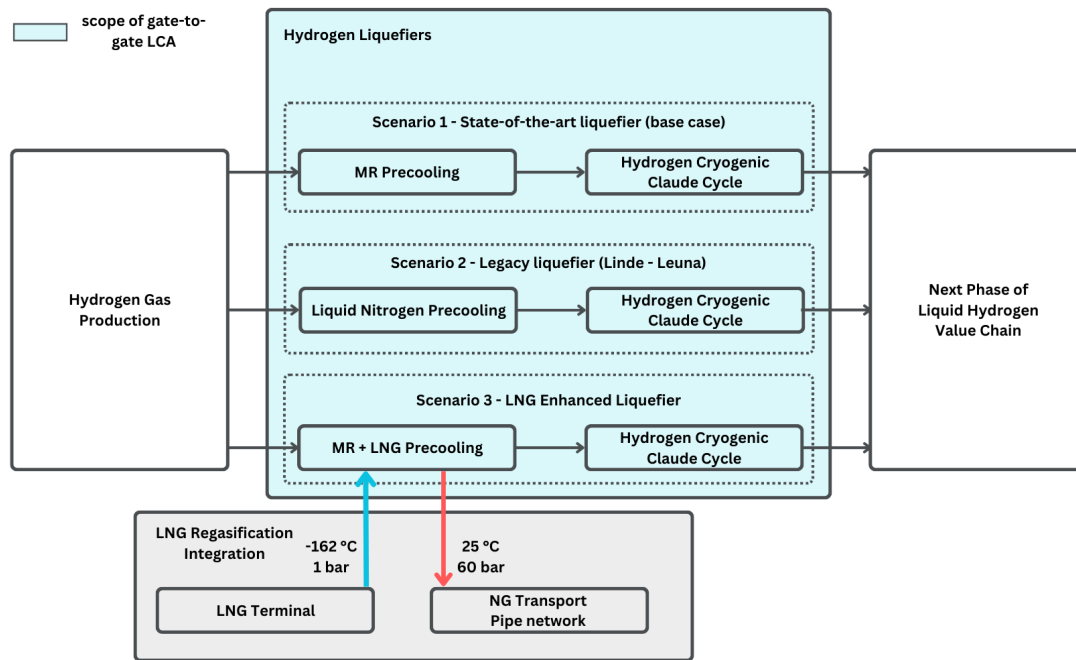 scope of gate-to-
gate LCA
Hydrogen Liquefiers
Scenario 1 - State-of-the-art liquefier (base case)
MR Precooling
Hydrogen Cryogenic
Claude Cycle
Scenario 2 - Legacy liquefier (Linde - Leuna)
Hydrogen Gas
Production
Liquid Nitrogen Precooling
Hydrogen Cryogenic
Claude Cycle
Next Phase of
Liquid Hydrogen
Value Chain
Scenario 3 - LNG Enhanced Liquefier
MR + LNG Precooling
Hydrogen Cryogenic
Claude Cycle
LNG Regasification
Integration
-162 °C
1 bar
25 °C
60 bar
LNG Terminal
NG Transport
Pipe network